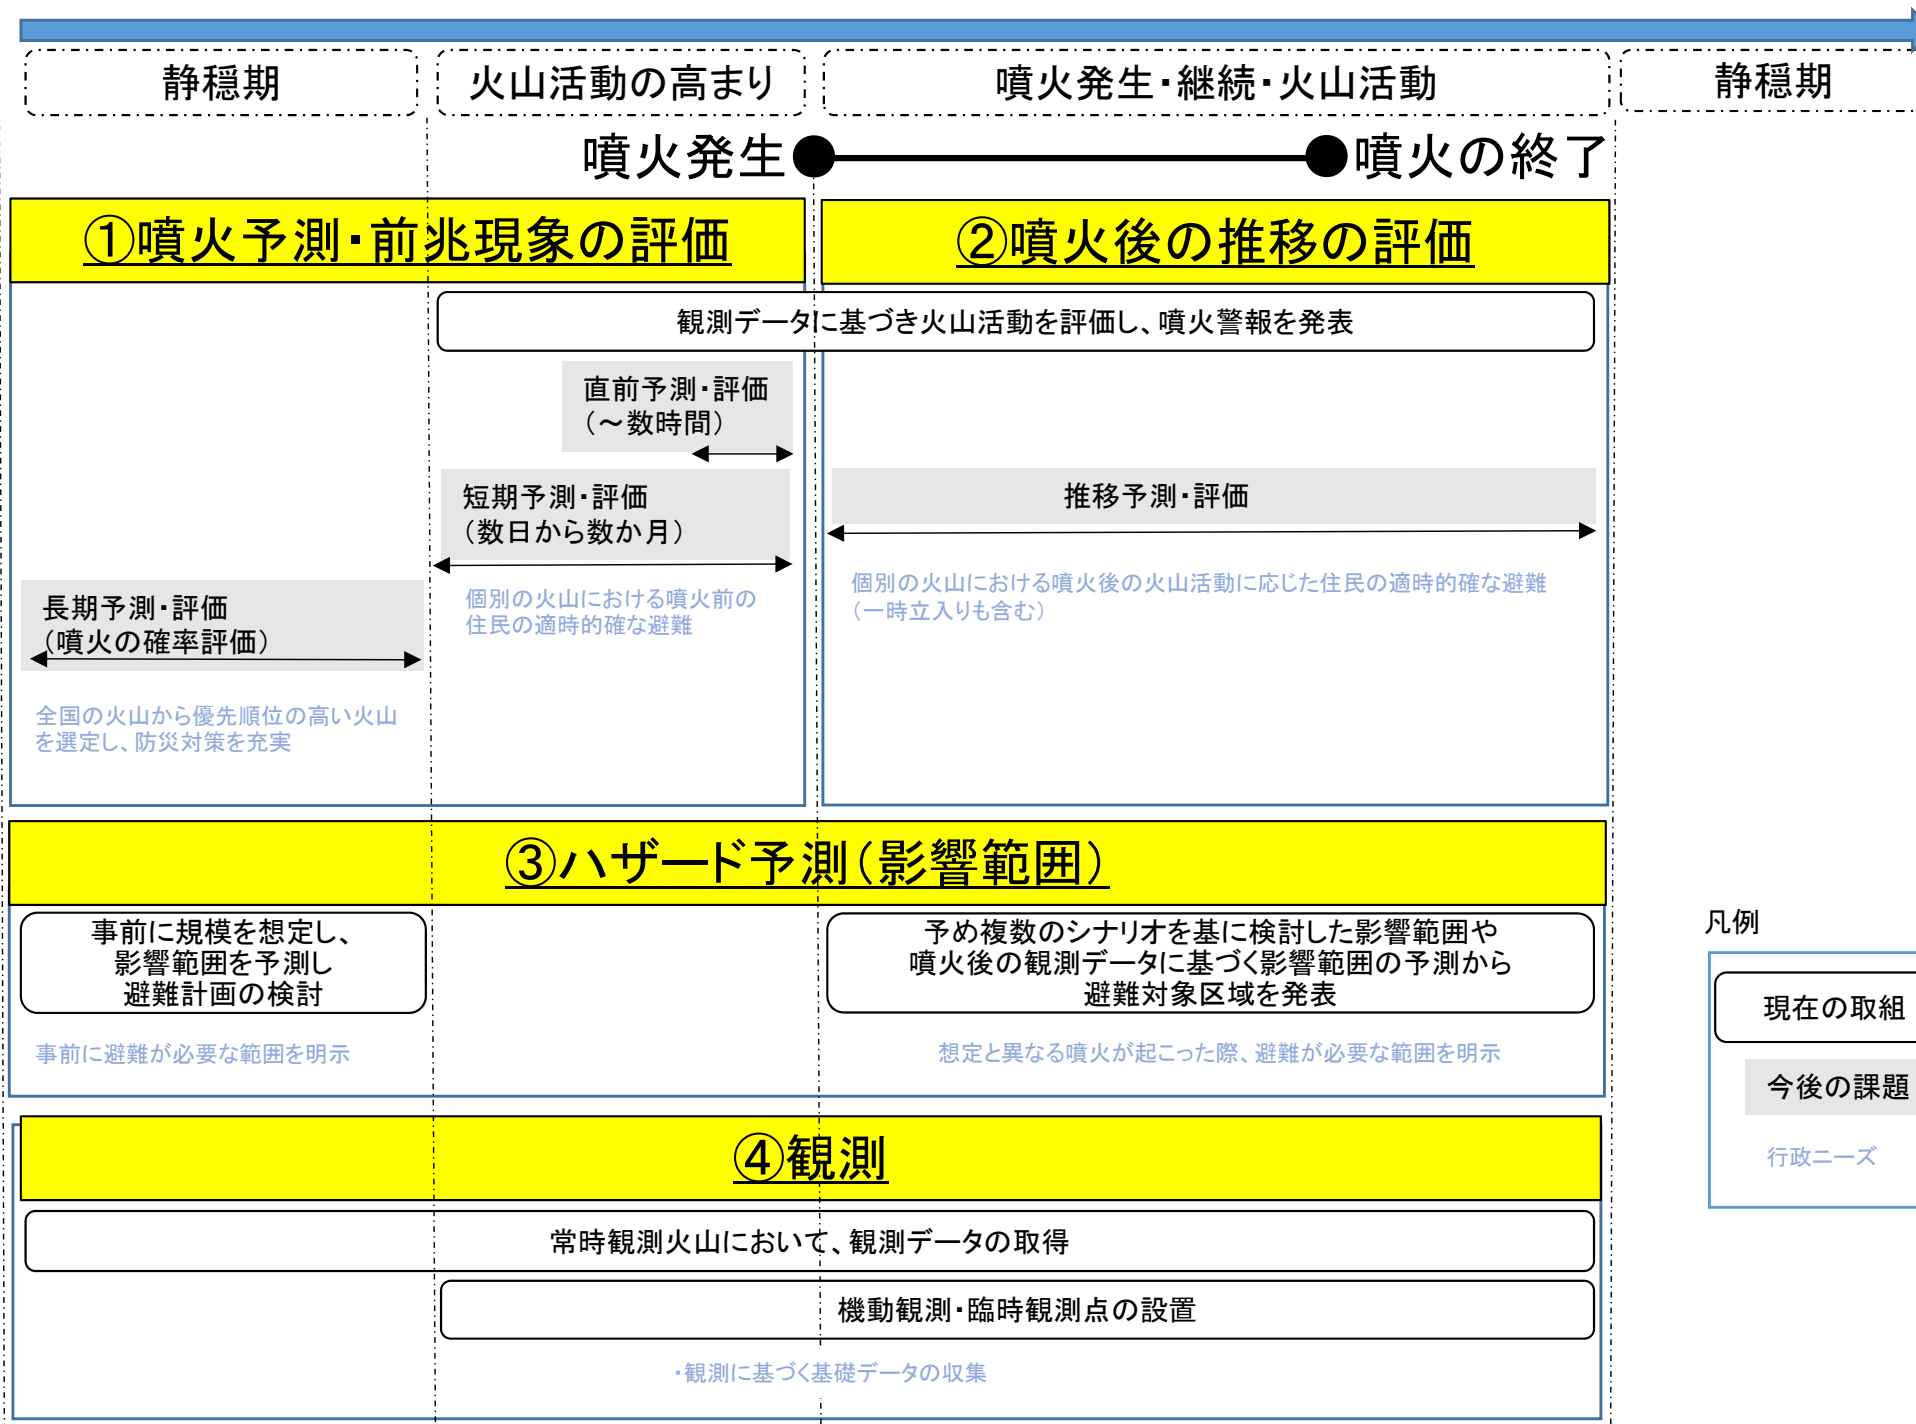 静穏期
火山活動の高まり
噴火発生・継続・火山活動
静穏期
噴火発生
噴火の終了
①噴火予測・前兆現象の評価
②噴火後の推移の評価
観測データに基づき火山活動を評価し、噴火警報を発表
直前予測・評価
（～数時間）
短期予測・評価
（数日から数か月）
推移予測・評価
個別の火山における噴火前の
住民の適時的確な避難
個別の火山における噴火後の火山活動に応じた住民の適時的確な避難
（一時立入りも含む）
長期予測・評価
（噴火の確率評価）
全国の火山から優先順位の高い火山
を選定し、防災対策を充実
③ハザード予測（影響範囲）
事前に規模を想定し、
影響範囲を予測し
避難計画の検討
予め複数のシナリオを基に検討した影響範囲や
噴火後の観測データに基づく影響範囲の予測から
避難対象区域を発表
事前に避難が必要な範囲を明示
想定と異なる噴火が起こった際、避難が必要な範囲を明示
④観測
常時観測火山において、観測データの取得
機動観測・臨時観測点の設置
・観測に基づく基礎データの収集
凡例
現在の取組
今後の課題
行政ニーズ